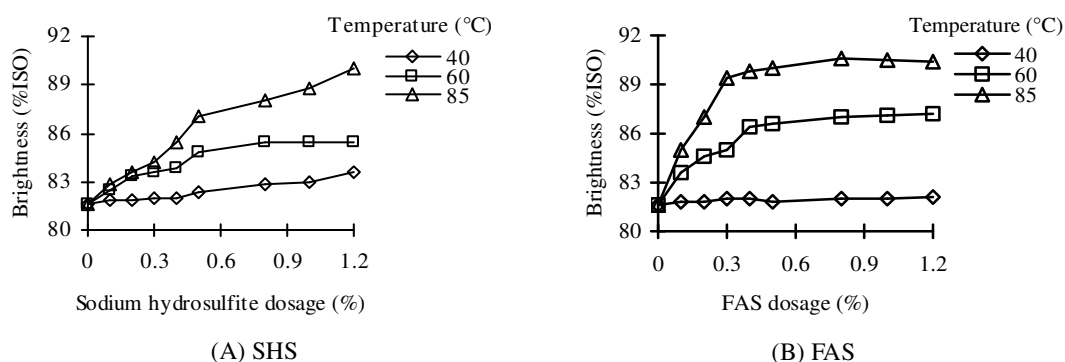 Temperature (°C)
40
60
85
Brightness (%ISO)
92
89
86
83
80
0 0.3 0.6 0.9 1.2
Sodium hydrosulfite dosage (%)
(A) SHS
Temperature (°C)
40
60
85
Brightness (%ISO)
92
89
86
83
80
0 0.3 0.6 0.9 1.2
FAS dosage (%)
(B) FAS